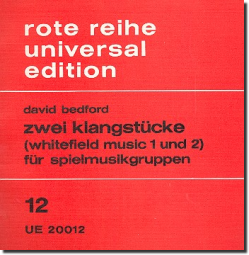 rote reihe
universal
edition
david bedford
zwei klangstücke
(whitefield music 1 und 2)
für spielmusikgruppen
12
UE 20012